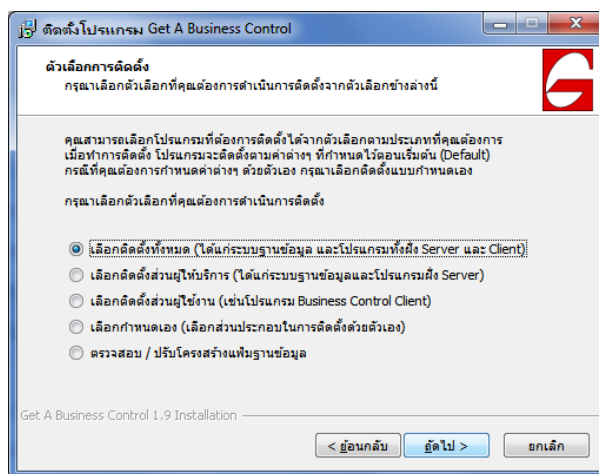 ติดตั้งโปรแกรม Get A Business Control
ตัวเลือกการติดตั้ง
กรุณาเลือกตัวเลือกที่คุณต้องการดำเนินการติดตั้งจากตัวเลือกข้างล่างนี้
คุณสามารถเลือกโปรแกรมที่ต้องการติดตั้งได้จากตัวเลือกตามประเภทที่คุณต้องการ
เมื่อทำการติดตั้ง โปรแกรมจะติดตั้งตามค่าต่างๆ ที่กำหนดไว้ตอนเริ่มต้น (Default)
กรณีที่คุณต้องการกำหนดค่าต่างๆ ด้วยตัวเอง กรุณาเลือกติดตั้งแบบกำหนดเอง
กรุณาเลือกตัวเลือกที่คุณต้องการดำเนินการติดตั้ง
เลือกติดตั้งทั้งหมด (ได้แก่ระบบฐานข้อมูล และโปรแกรมทั้งฝั่ง Server และ Client)
เลือกติดตั้งส่วนผู้ให้บริการ (ได้แก่ระบบฐานข้อมูลและโปรแกรมฝั่ง Server)
เลือกติดตั้งส่วนผู้ใช้งาน (เช่นโปรแกรม Business Control Client)
เลือกกำหนดเอง (เลือกส่วนประกอบในการติดตั้งด้วยตัวเอง)
ตรวจสอบ / ปรับโครงสร้างแฟ้มฐานข้อมูล
Get A Business Control 1.9 Installation
< ย้อนกลับ ถัดไป > ยกเลิก